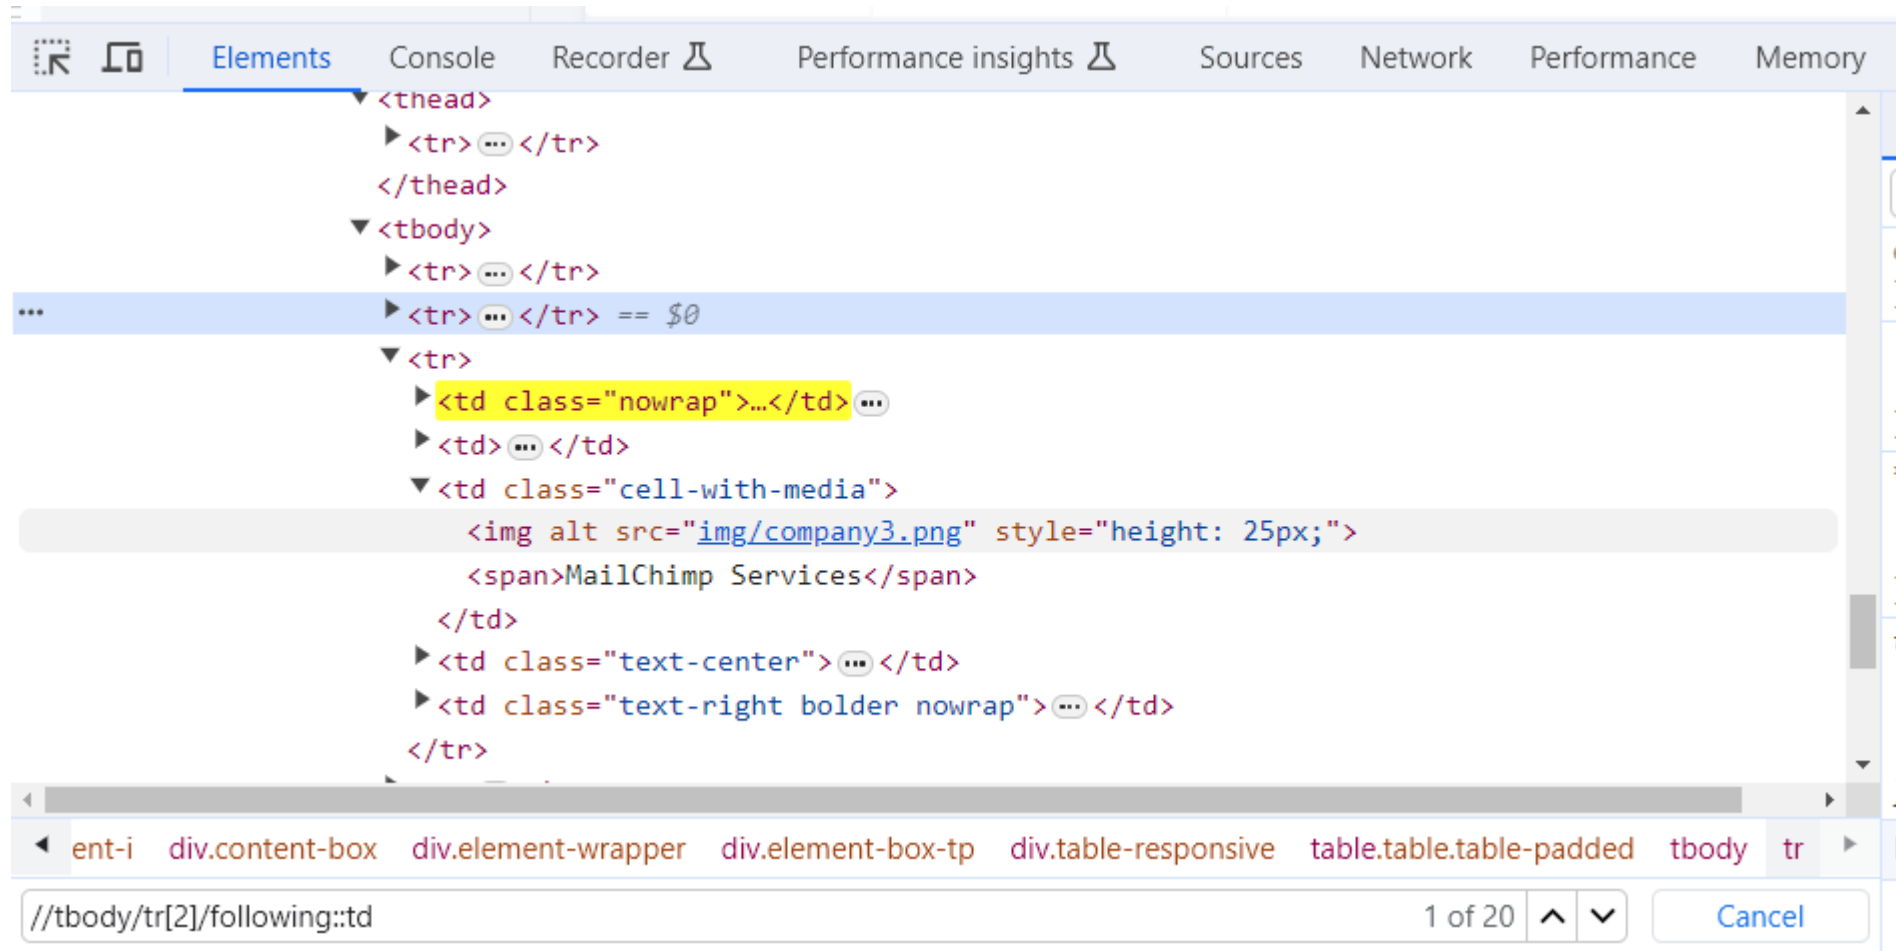 Elements Console Recorder Performance insights Sources Network Performance Memory
<thead>
<tr>…</tr>
</thead>
<tbody>
<tr>…</tr>
… <tr>…</tr> == $0
<tr>
<td class="nowrap">…</td>…
<td>…</td>
<td class="cell-with-media">
<img alt src="img/company3.png" style="height: 25px;">
<span>MailChimp Services</span>
</td>
<td class="text-center">…</td>
<td class="text-right bolder nowrap">…</td>
</tr>
ent-i div.content-box div.element-wrapper div.element-box-tp div.table-responsive table.table.table-padded tbody tr
//tbody/tr[2]/following::td 1 of 20 Cancel